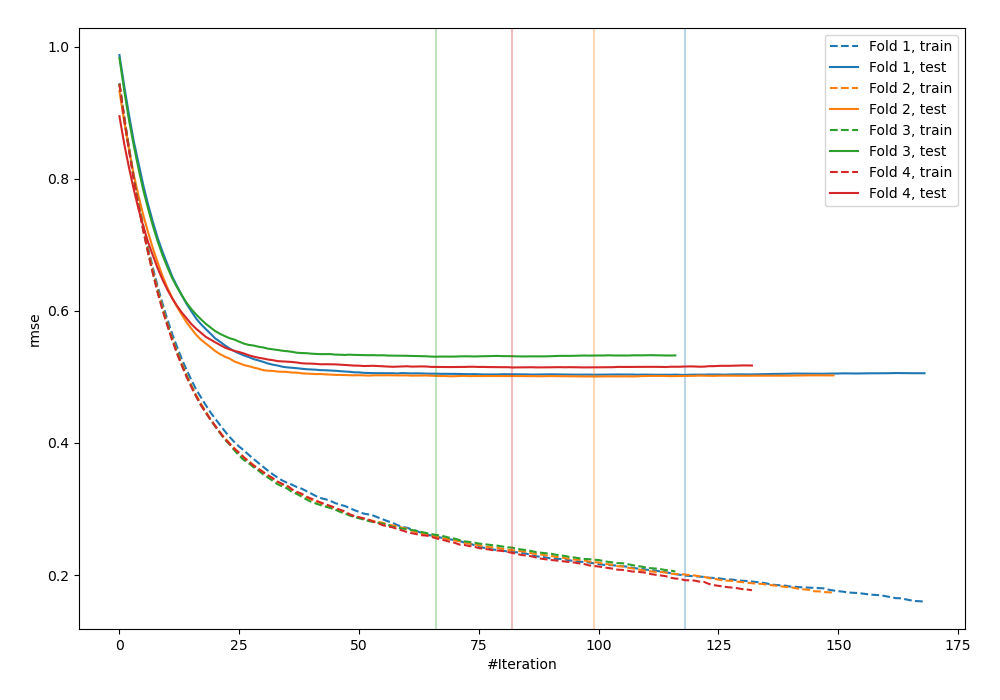 1.0
0.8
0.6
0.4
0.2
rmse
0
25
50
75
100
125
150
175
#Iteration
Fold 1, train
Fold 1, test
Fold 2, train
Fold 2, test
Fold 3, train
Fold 3, test
Fold 4, train
Fold 4, test